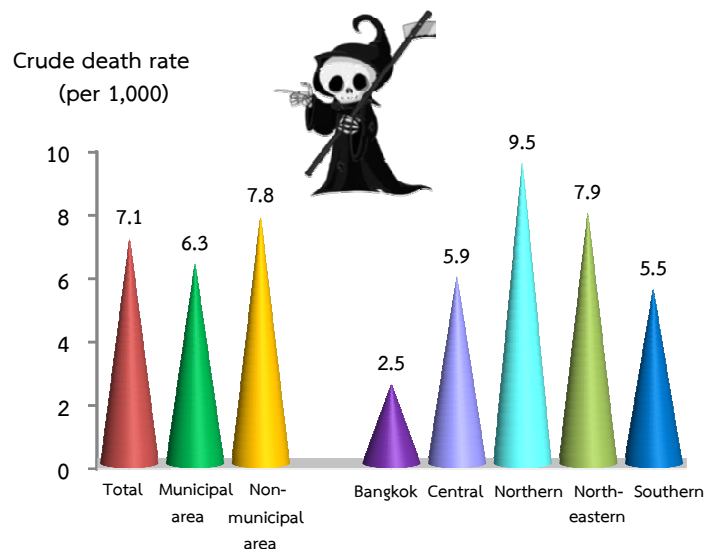 Crude death rate
(per 1,000)
10
8
6
4
2
0
7.1
6.3
7.8
2.5
5.9
9.5
7.9
5.5
Total
Municipal
area
Non-
municipal
area
Bangkok
Central
Northern
North-
eastern
Southern